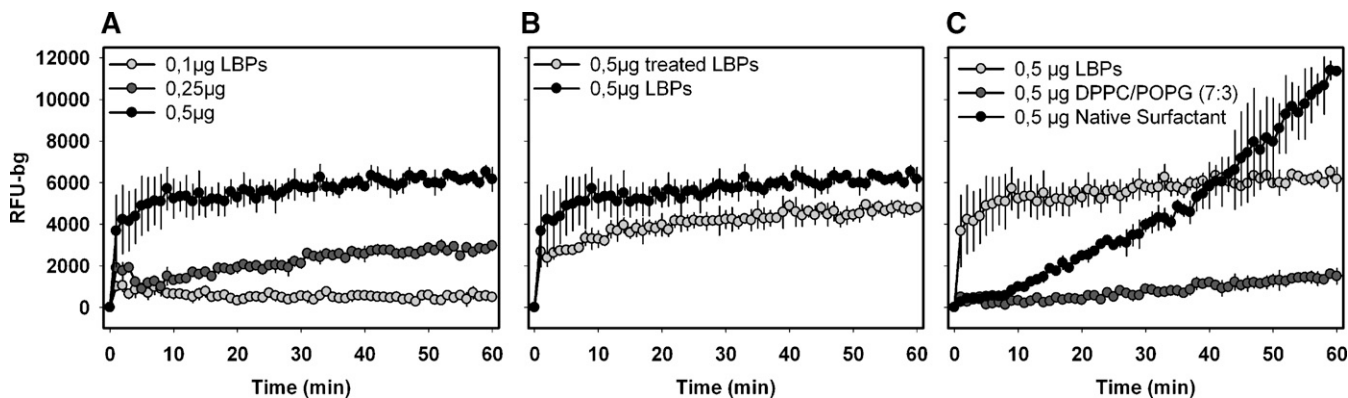 A
B
C
RFU-bg
12000
10000
8000
6000
4000
2000
0
0,1µg LBPs
0,25µg
0,5µg
0,5µg treated LBPs
0,5µg LBPs
0,5 µg LBPs
0,5 µg DPPC/POPG (7:3)
0,5 µg Native Surfactant
0 10 20 30 40 50 60
0 10 20 30 40 50 60
0 10 20 30 40 50 60
Time (min)
Time (min)
Time (min)